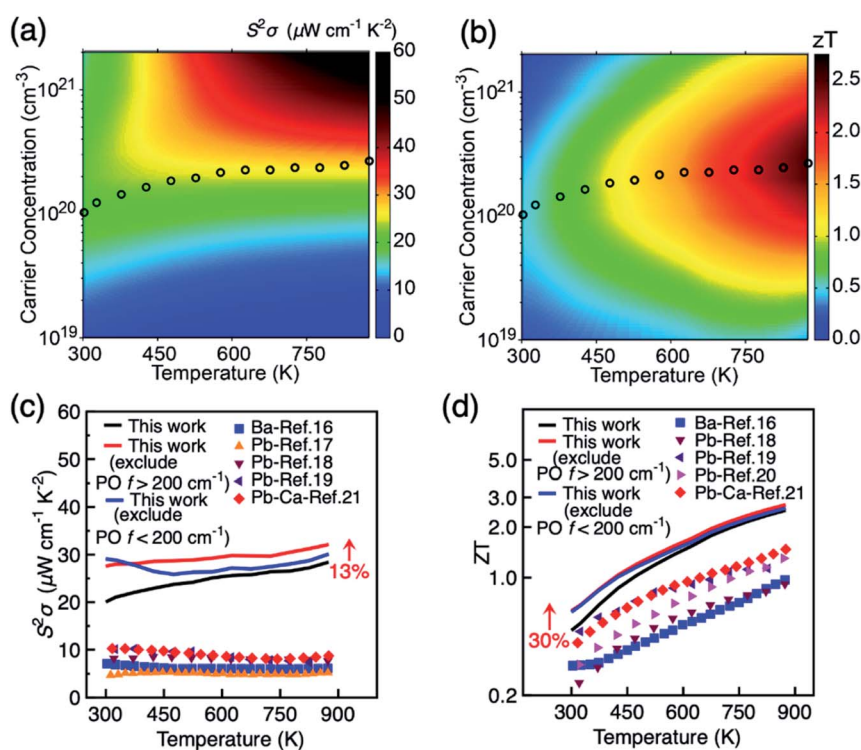 (a)
S²σ (μW cm⁻¹ K⁻²)
60
50
40
30
20
10
0
Carrier Concentration (cm⁻³)
10²¹
10²⁰
10¹⁹
300 450 600 750
Temperature (K)
(b)
zT
2.5
2.0
1.5
1.0
0.5
0.0
Carrier Concentration (cm⁻³)
10²¹
10²⁰
10¹⁹
300 450 600 750
Temperature (K)
(c)
S²σ (μW cm⁻¹ K⁻²)
60
50
40
30
20
10
0
This work
This work
(exclude
PO f > 200 cm⁻¹)
This work
(exclude
PO f < 200 cm⁻¹)
Ba-Ref.16
Pb-Ref.17
Pb-Ref.18
Pb-Ref.19
Pb-Ca-Ref.21
13%
300 450 600 750 900
Temperature (K)
(d)
ZT
5.0
3.0
2.0
1.0
0.2
This work
This work
(exclude
PO f > 200 cm⁻¹)
This work
(exclude
PO f < 200 cm⁻¹)
Ba-Ref.16
Pb-Ref.18
Pb-Ref.19
Pb-Ref.20
Pb-Ca-Ref.21
30%
300 450 600 750 900
Temperature (K)